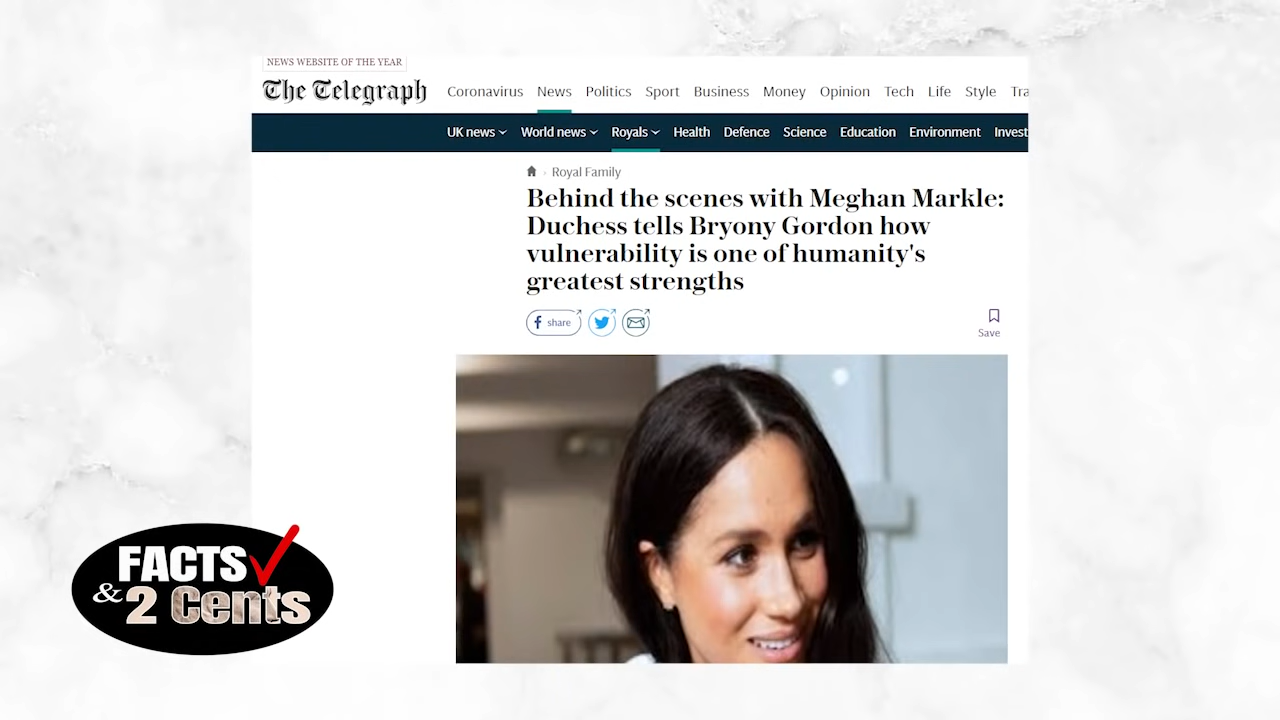 NEWS WEBSITE OF THE YEAR
The Telegraph
Coronavirus News Politics Sport Business Money Opinion Tech Life Style Tra
UK news World news Royals Health Defence Science Education Environment Invest
Royal Family
Behind the scenes with Meghan Markle:
Duchess tells Bryony Gordon how
vulnerability is one of humanity's
greatest strengths
f share
Save
FACTS
& 2 Cents